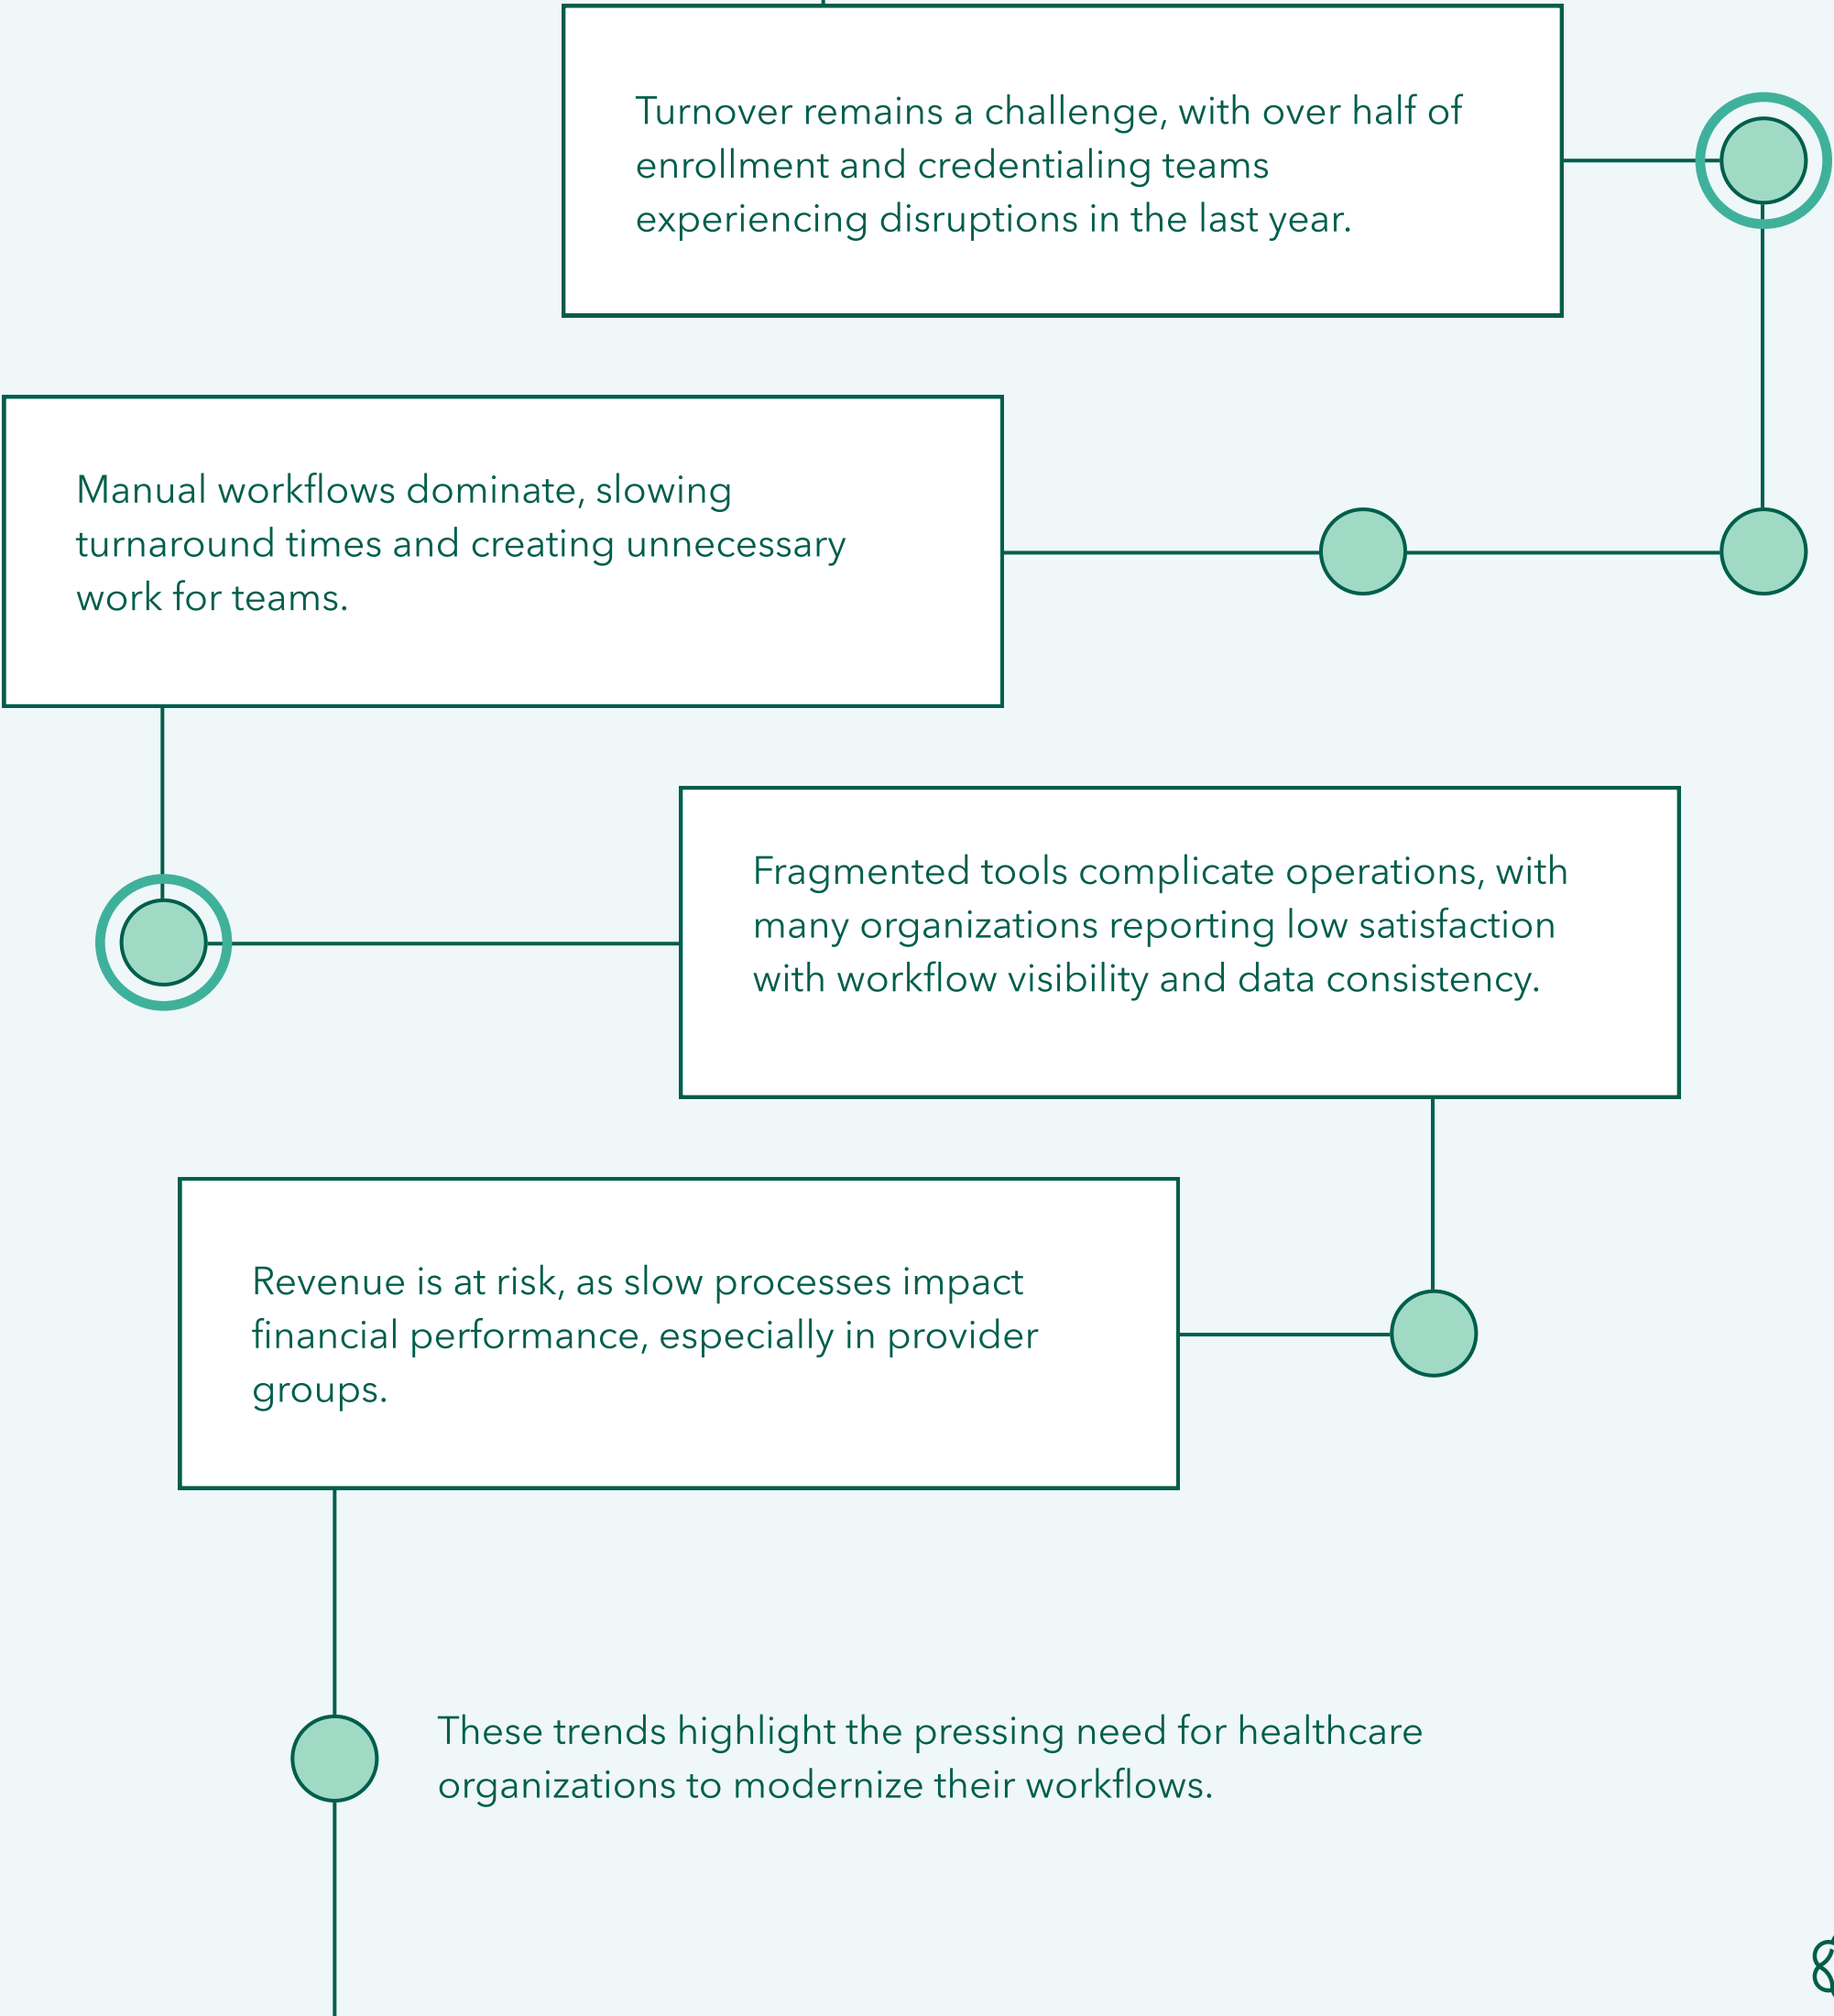 Turnover remains a challenge, with over half of
enrollment and credentialing teams
experiencing disruptions in the last year.
Manual workflows dominate, slowing
turnaround times and creating unnecessary
work for teams.
Fragmented tools complicate operations, with
many organizations reporting low satisfaction
with workflow visibility and data consistency.
Revenue is at risk, as slow processes impact
financial performance, especially in provider
groups.
These trends highlight the pressing need for healthcare
organizations to modernize their workflows.